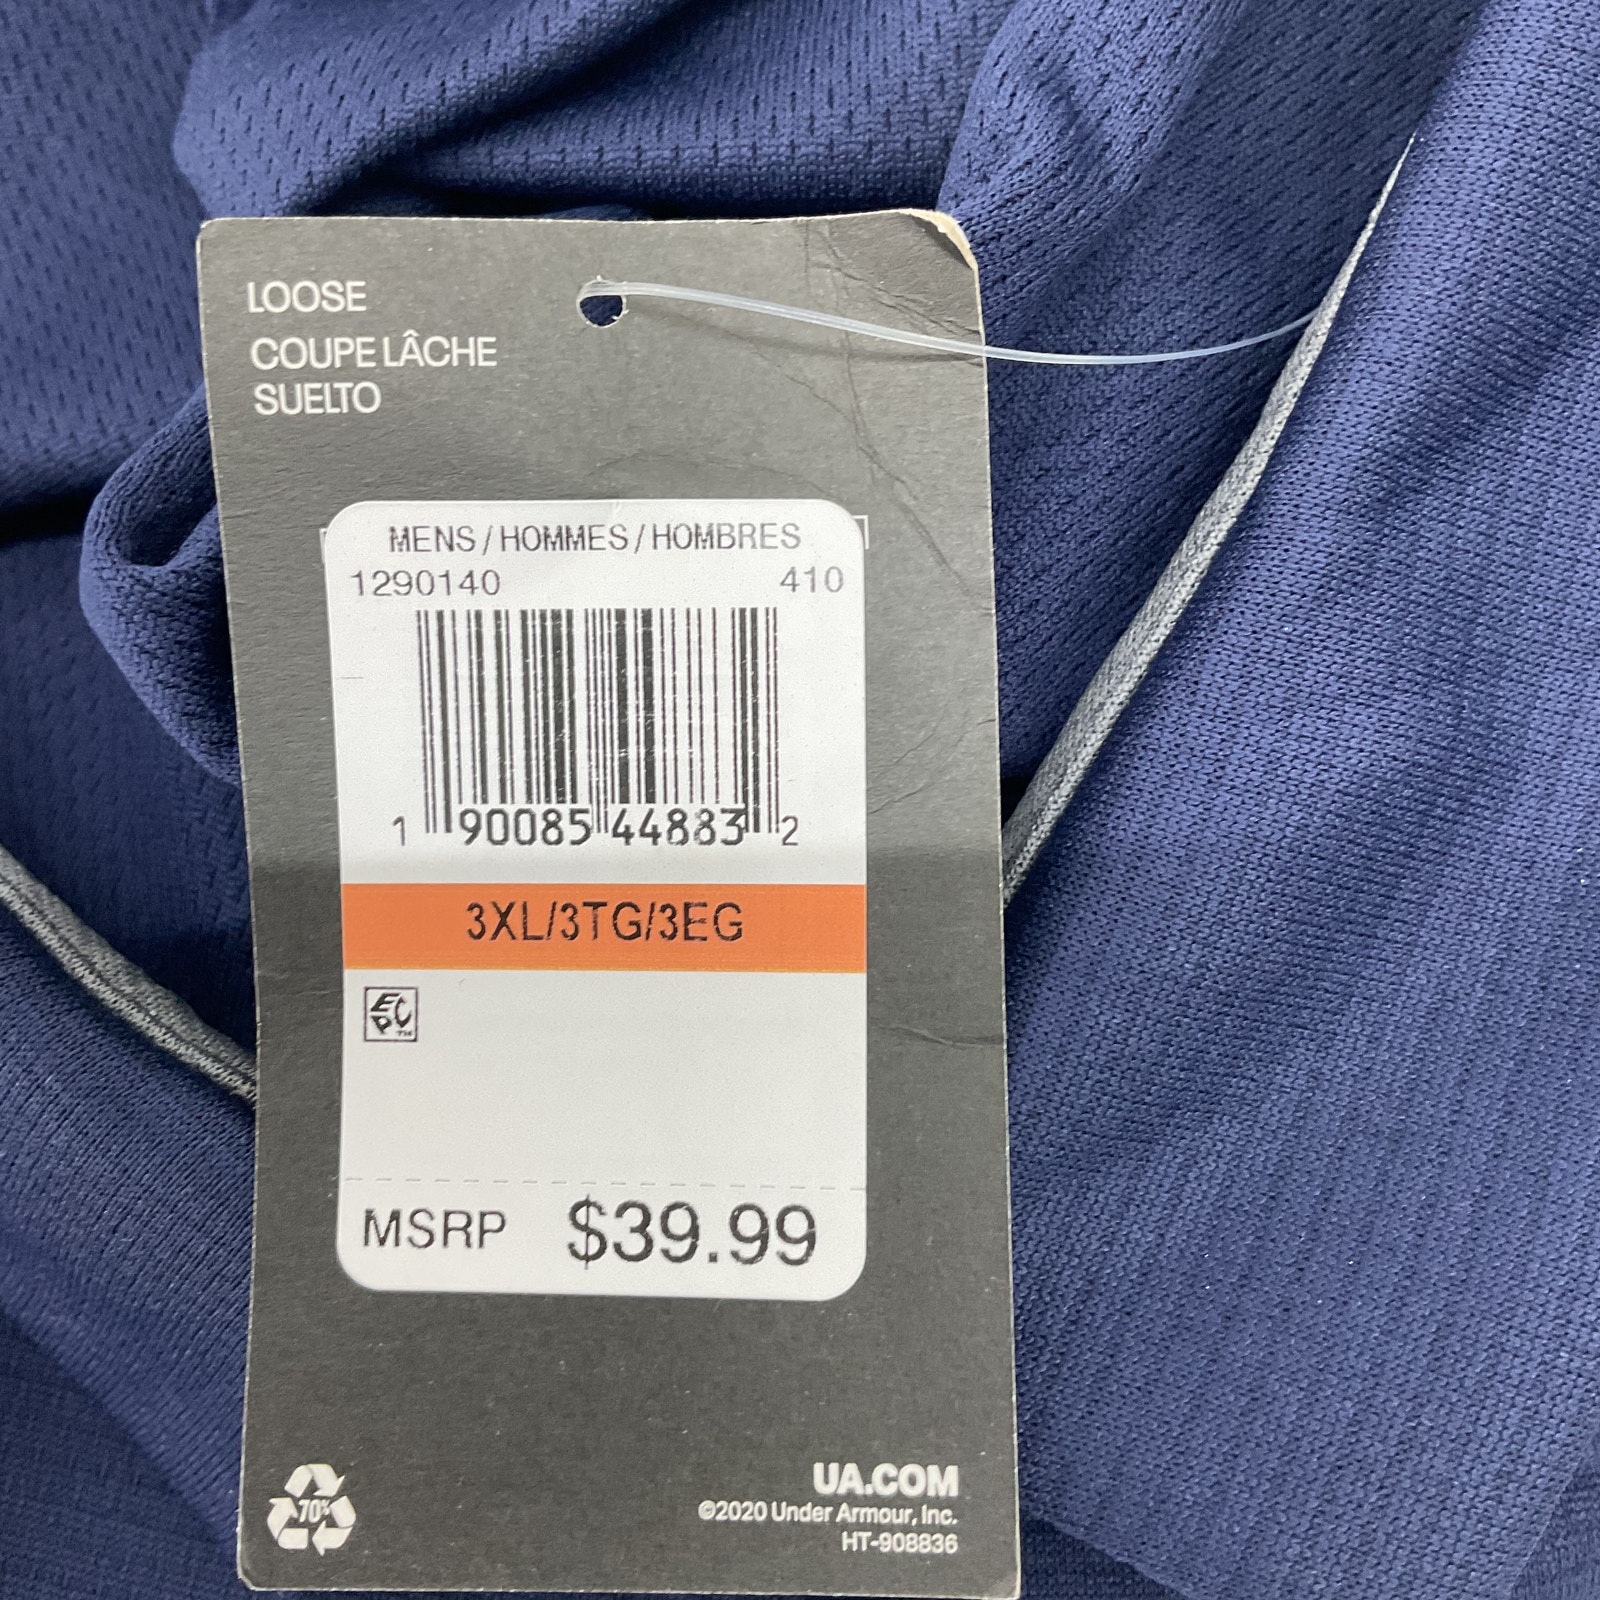 LOOSE
COUPE LÂCHE
SUELTO
MENS / HOMMES / HOMBRES
1290140 410
1 90085 44883 2
3XL/3TG/3EG
EPC™
MSRP $39.99
70%
UA.COM
©2020 Under Armour, Inc.
HT-908836